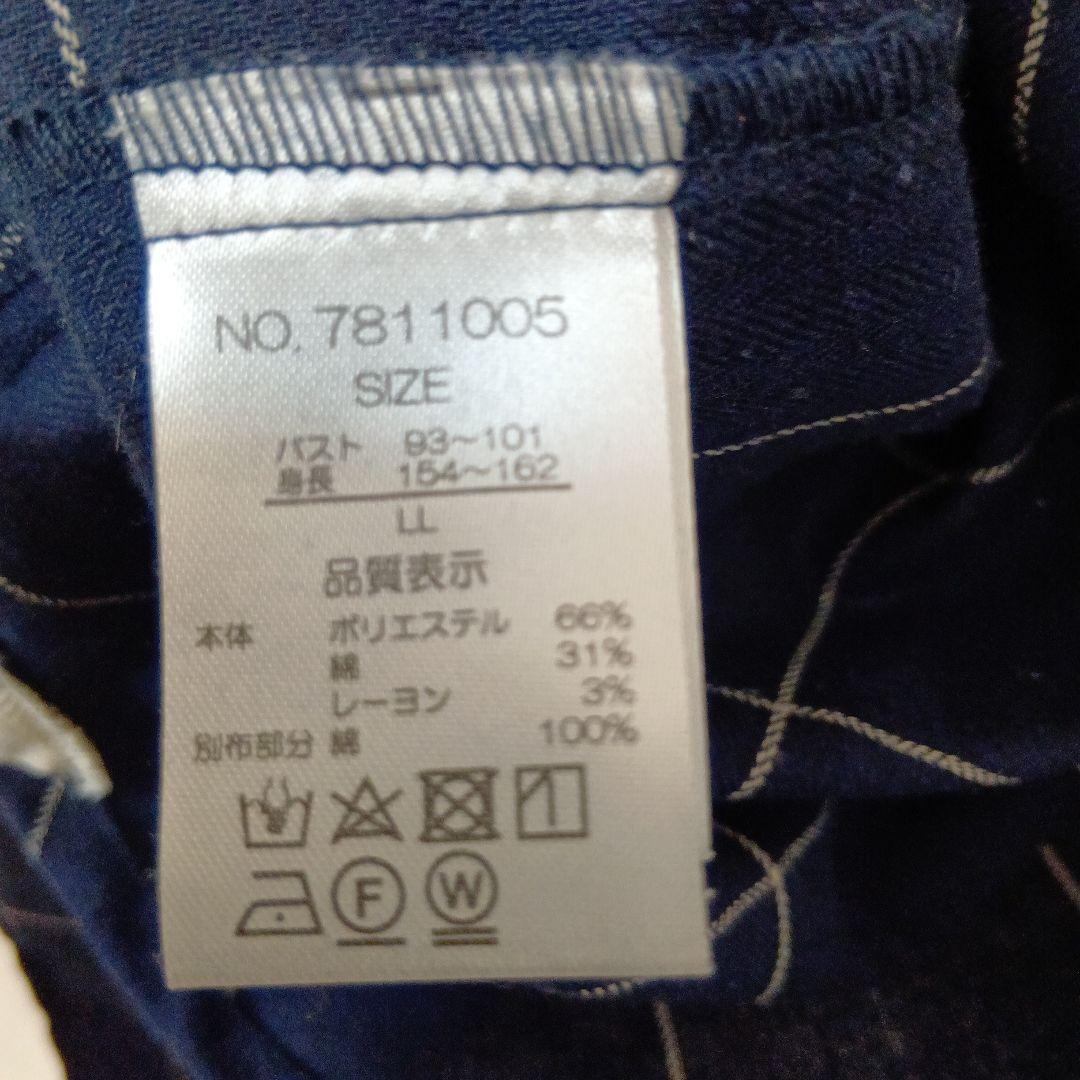 NO. 7811005
SIZE
バスト 93～101
身長 154～162
LL
品質表示
本体 ポリエステル 66%
綿 31%
レーヨン 3%
別布部分 綿 100%
F W